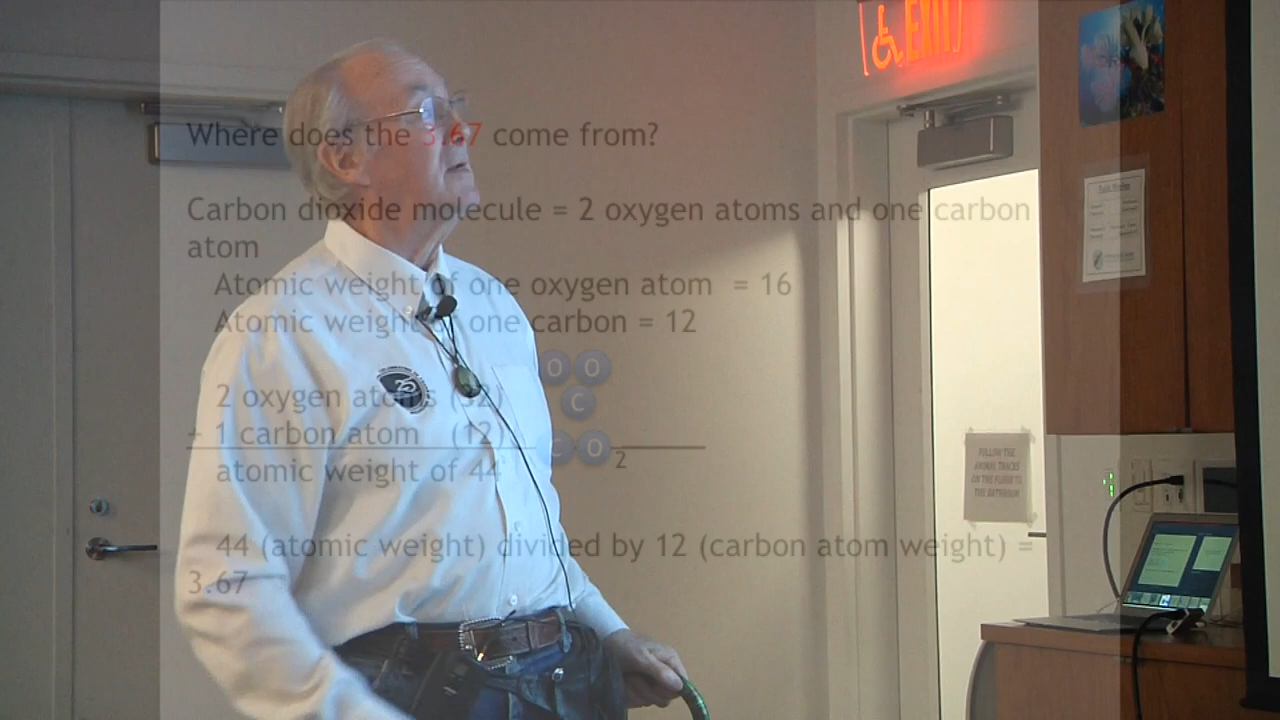 EXIT
Where does the 3.67 come from?
Carbon dioxide molecule = 2 oxygen atoms and one carbon
atom
Atomic weight of one oxygen atom = 16
Atomic weight one carbon = 12
O O
2 oxygen atoms (32)
C
+ 1 carbon atom (12)
C O 2
atomic weight of 44
44 (atomic weight) divided by 12 (carbon atom weight) =
3.67
25
FOLLOW THE
ANIMAL TRACKS
ON THE FLOOR TO
THE BATHROOM